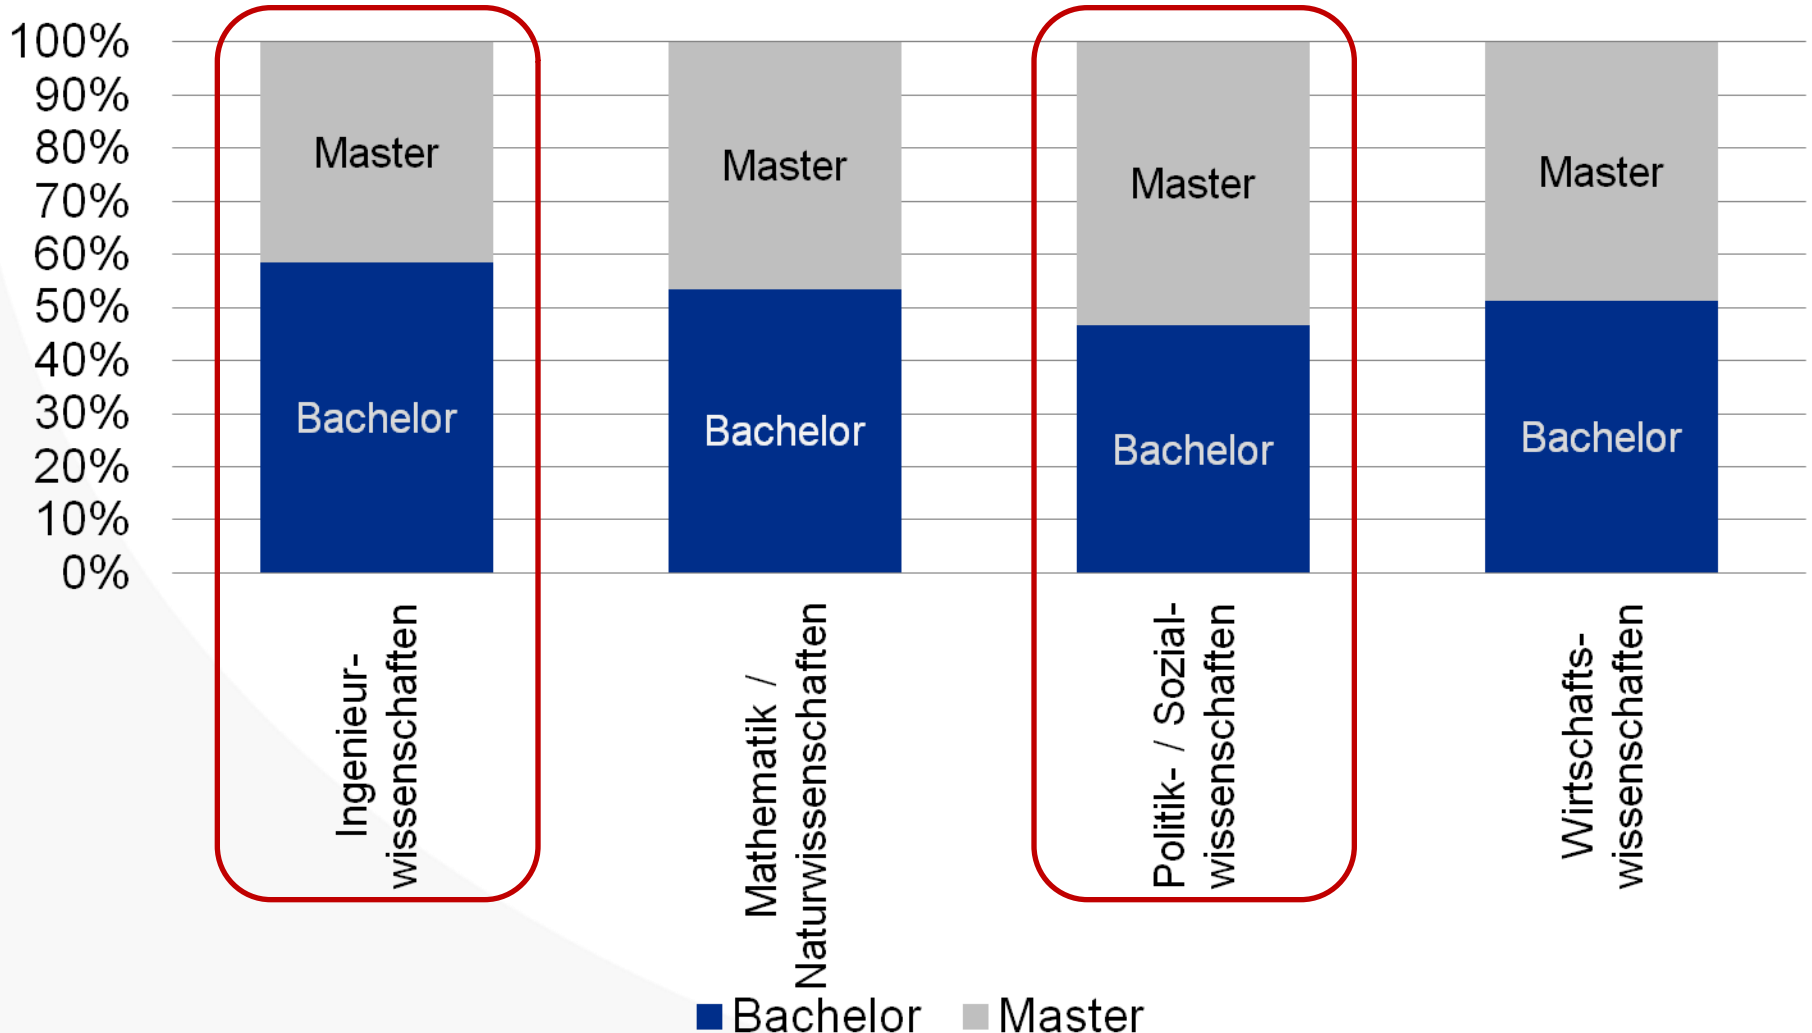 100%
90%
80%
70%
60%
50%
40%
30%
20%
10%
0%
Master
Bachelor
Master
Bachelor
Master
Bachelor
Master
Bachelor
Ingenieur-
wissenschaften
Mathematik /
Naturwissenschaften
Politik- / Sozial-
wissenschaften
Wirtschafts-
wissenschaften
Bachelor
Master